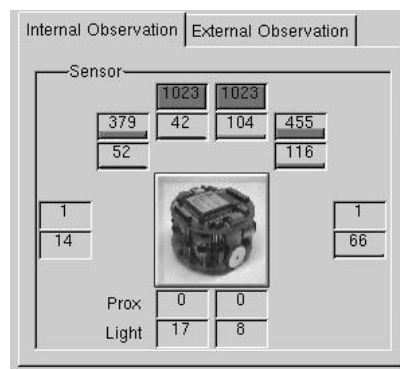 Internal Observation External Observation
Sensor
1023 1023
379 42 104 455
52 116
1 1
14 66
Prox 0 0
Light 17 8